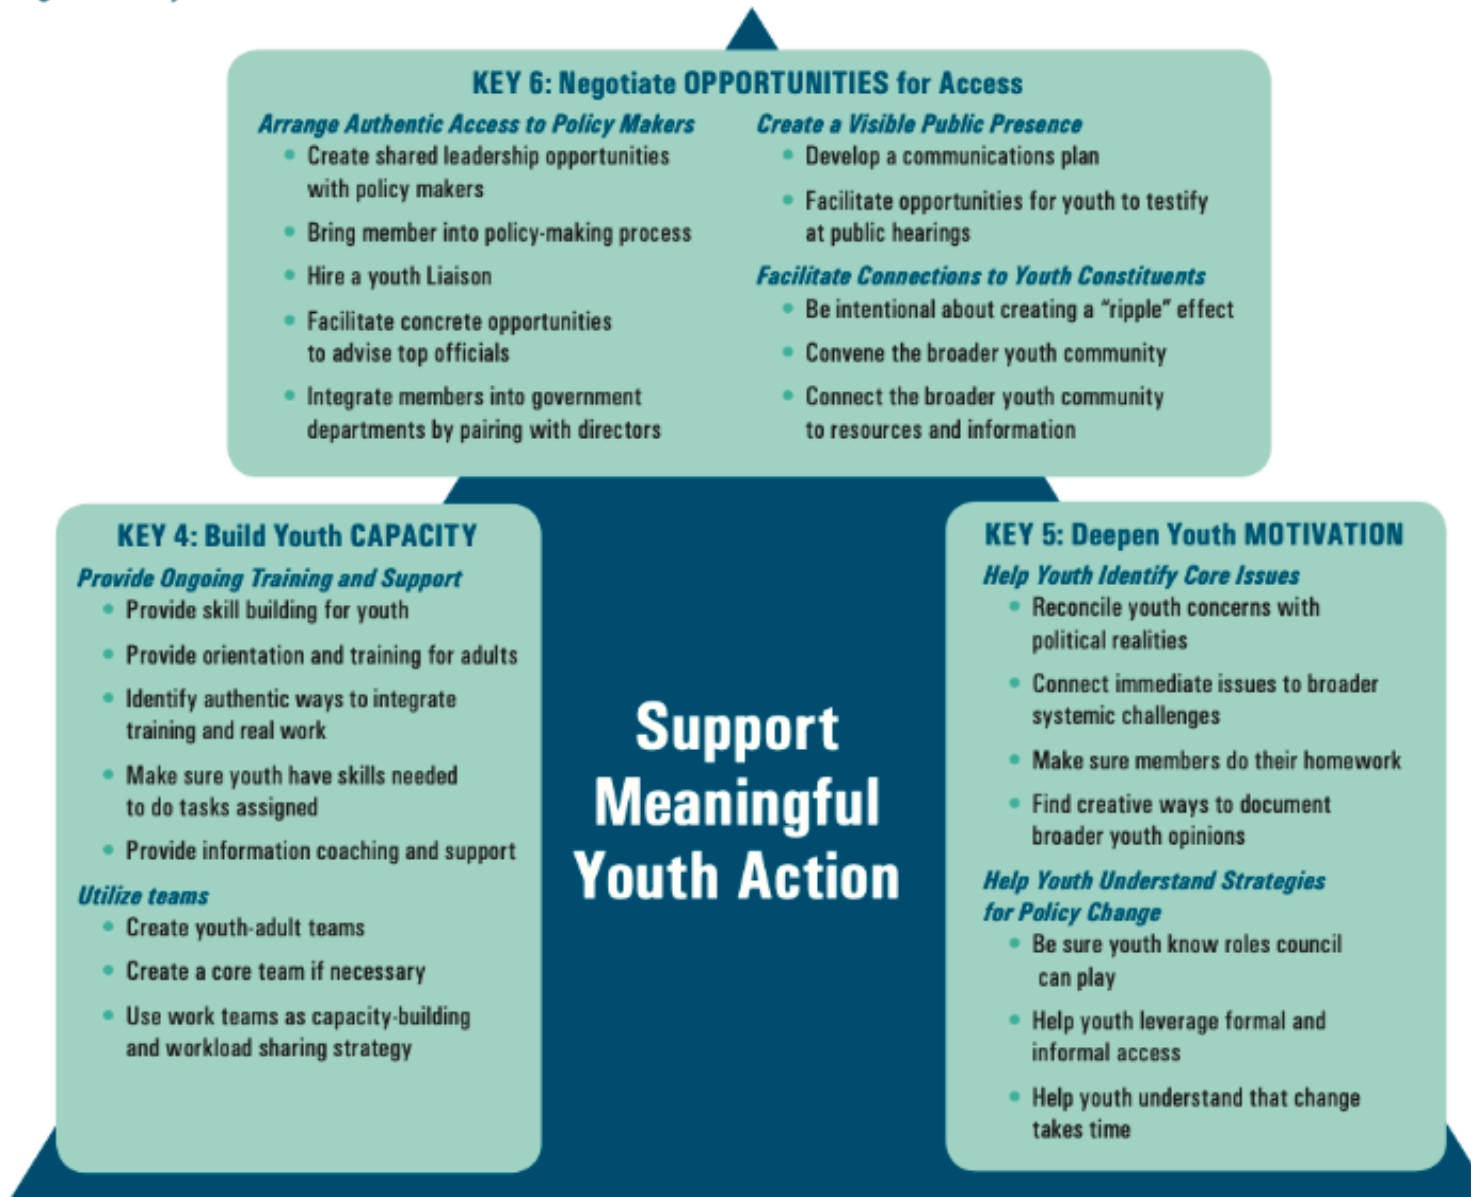 KEY 6: Negotiate OPPORTUNITIES for Access
Arrange Authentic Access to Policy Makers
Create shared leadership opportunities
with policy makers
Bring member into policy-making process
Hire a youth Liaison
Facilitate concrete opportunities
to advise top officials
Integrate members into government
departments by pairing with directors
Create a Visible Public Presence
Develop a communications plan
Facilitate opportunities for youth to testify
at public hearings
Facilitate Connections to Youth Constituents
Be intentional about creating a “ripple” effect
Convene the broader youth community
Connect the broader youth community
to resources and information
KEY 4: Build Youth CAPACITY
Provide Ongoing Training and Support
Provide skill building for youth
Provide orientation and training for adults
Identify authentic ways to integrate
training and real work
Make sure youth have skills needed
to do tasks assigned
Provide information coaching and support
Utilize teams
Create youth-adult teams
Create a core team if necessary
Use work teams as capacity-building
and workload sharing strategy
Support
Meaningful
Youth Action
KEY 5: Deepen Youth MOTIVATION
Help Youth Identify Core Issues
Reconcile youth concerns with
political realities
Connect immediate issues to broader
systemic challenges
Make sure members do their homework
Find creative ways to document
broader youth opinions
Help Youth Understand Strategies
for Policy Change
Be sure youth know roles council
can play
Help youth leverage formal and
informal access
Help youth understand that change
takes time